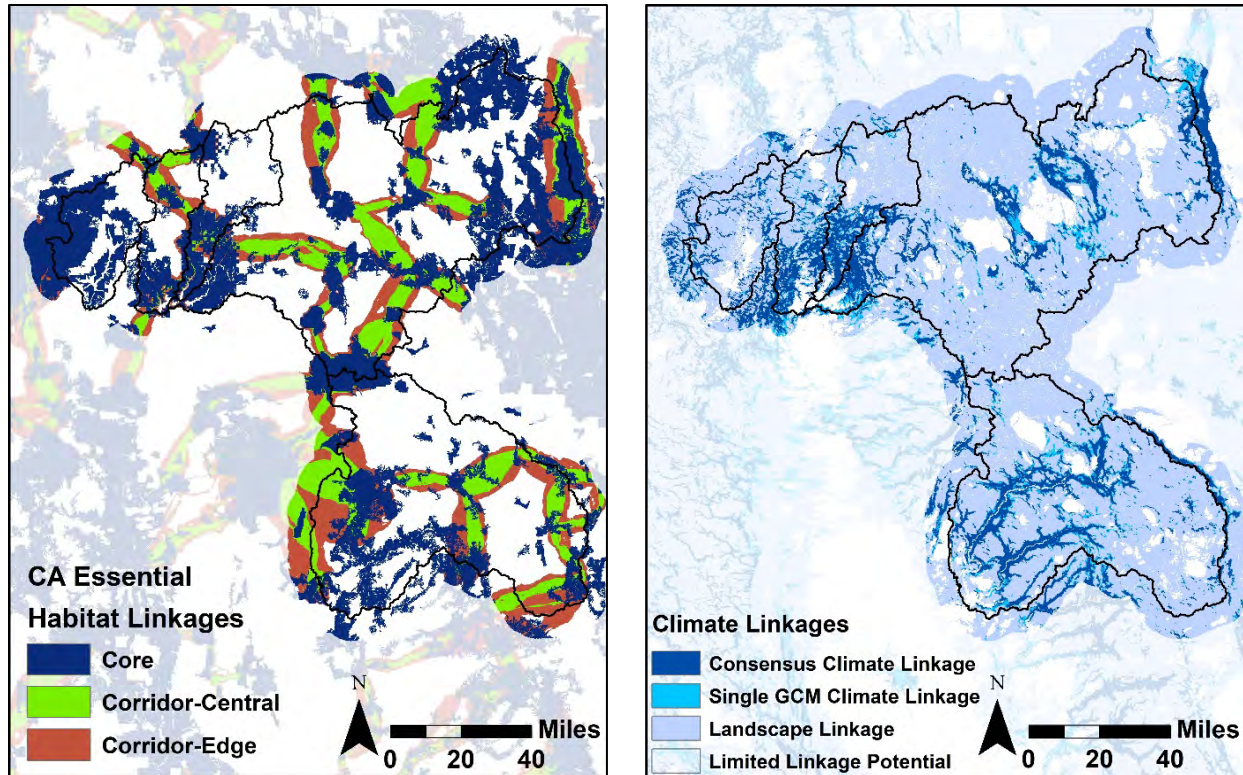 CA Essential
Habitat Linkages
Core
Corridor-Central
Corridor-Edge
N
Miles
0 20 40
Climate Linkages
Consensus Climate Linkage
Single GCM Climate Linkage
Landscape Linkage
Limited Linkage Potential
N
Miles
0 20 40